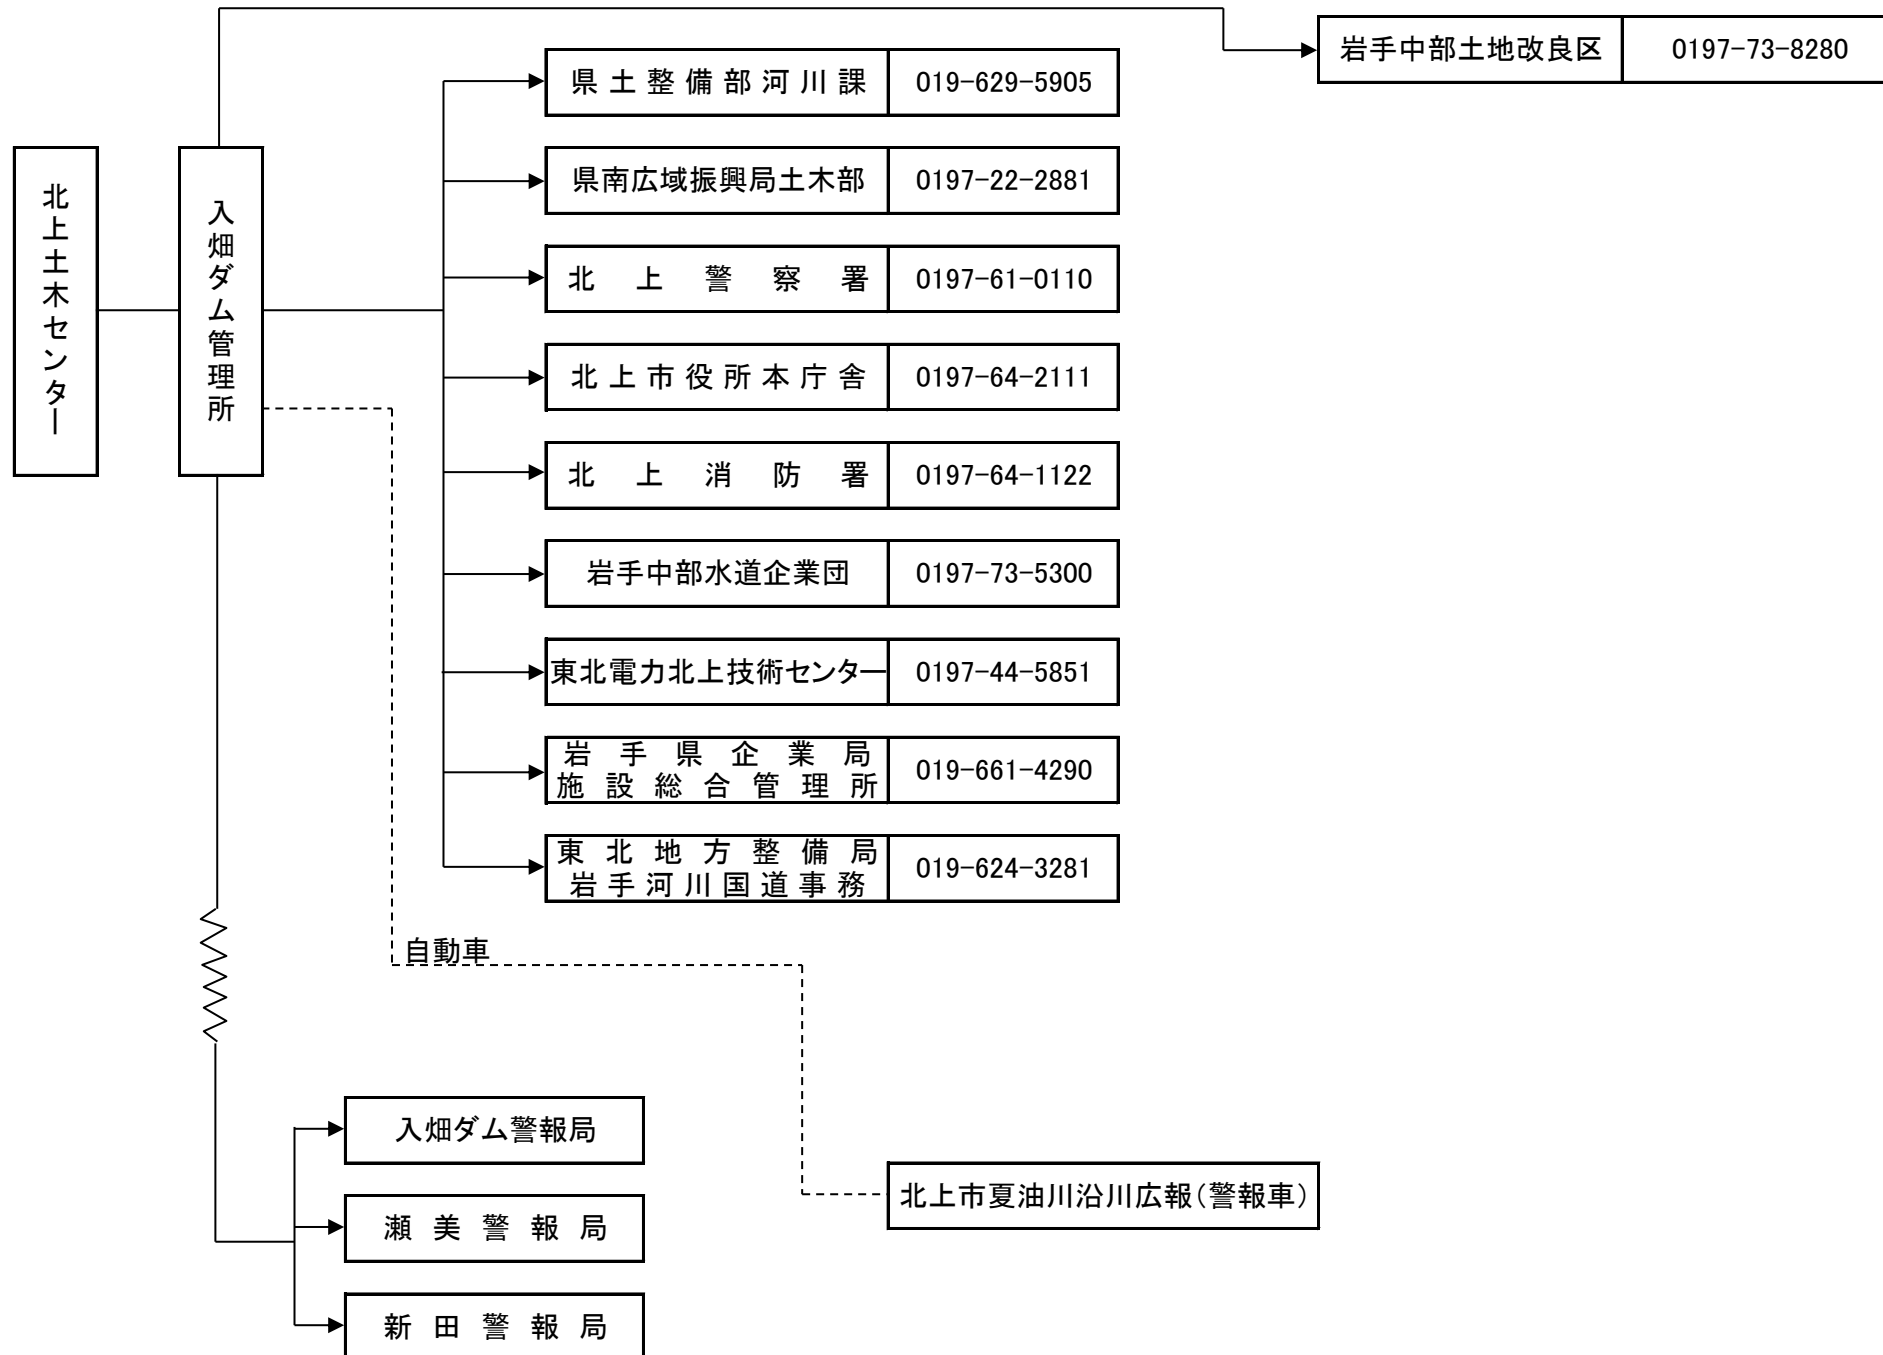 岩手中部土地改良区 0197-73-8280
県土整備部河川課 019-629-5905
北上土木センター
入畑ダム管理所
県南広域振興局土木部 0197-22-2881
北上警察署 0197-61-0110
北上市役所本庁舎 0197-64-2111
北上消防署 0197-64-1122
岩手中部水道企業団 0197-73-5300
東北電力北上技術センター 0197-44-5851
岩手県企業局
施設総合管理所 019-661-4290
東北地方整備局
岩手河川国道事務 019-624-3281
自動車
入畑ダム警報局
北上市夏油川沿川広報(警報車)
瀬美警報局
新田警報局